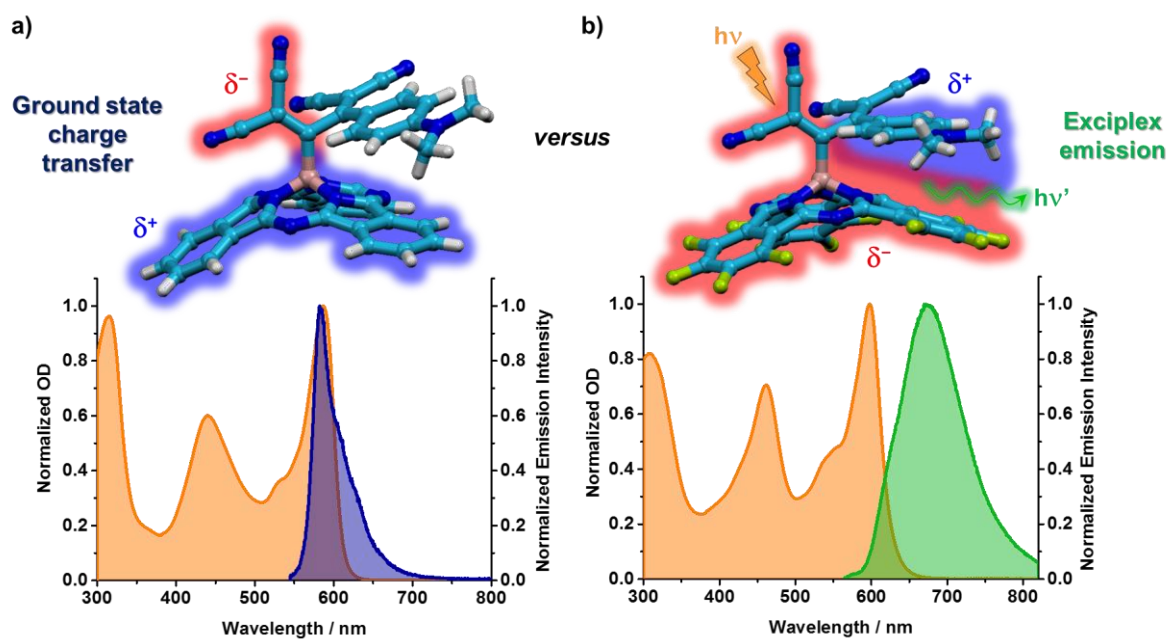 a)
δ⁻
Ground state
charge
transfer
δ⁺
versus
b)
hν
δ⁺
Exciplex
emission
hν'
δ⁻
Normalized OD
1.0
0.8
0.6
0.4
0.2
0.0
300 400 500 600 700 800
Wavelength / nm
1.0
0.8
0.6
0.4
0.2
0.0
Normalized Emission Intensity
Normalized OD
1.0
0.8
0.6
0.4
0.2
0.0
300 400 500 600 700 800
Wavelength / nm
1.0
0.8
0.6
0.4
0.2
0.0
Normalized Emission Intensity